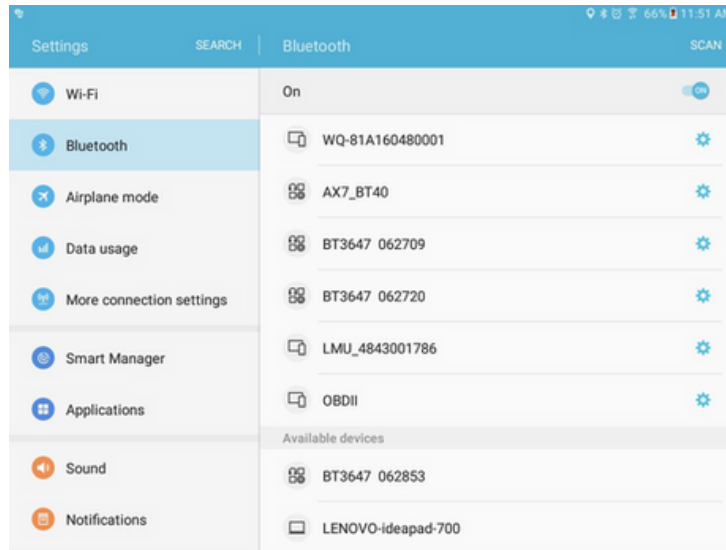 66% 11:51 AM
Settings SEARCH
Bluetooth SCAN
Wi-Fi
Bluetooth
Airplane mode
Data usage
More connection settings
Smart Manager
Applications
Sound
Notifications
On ON
WQ-81A160480001
AX7_BT40
BT3647 062709
BT3647 062720
LMU_4843001786
OBDII
Available devices
BT3647 062853
LENOVO-ideapad-700